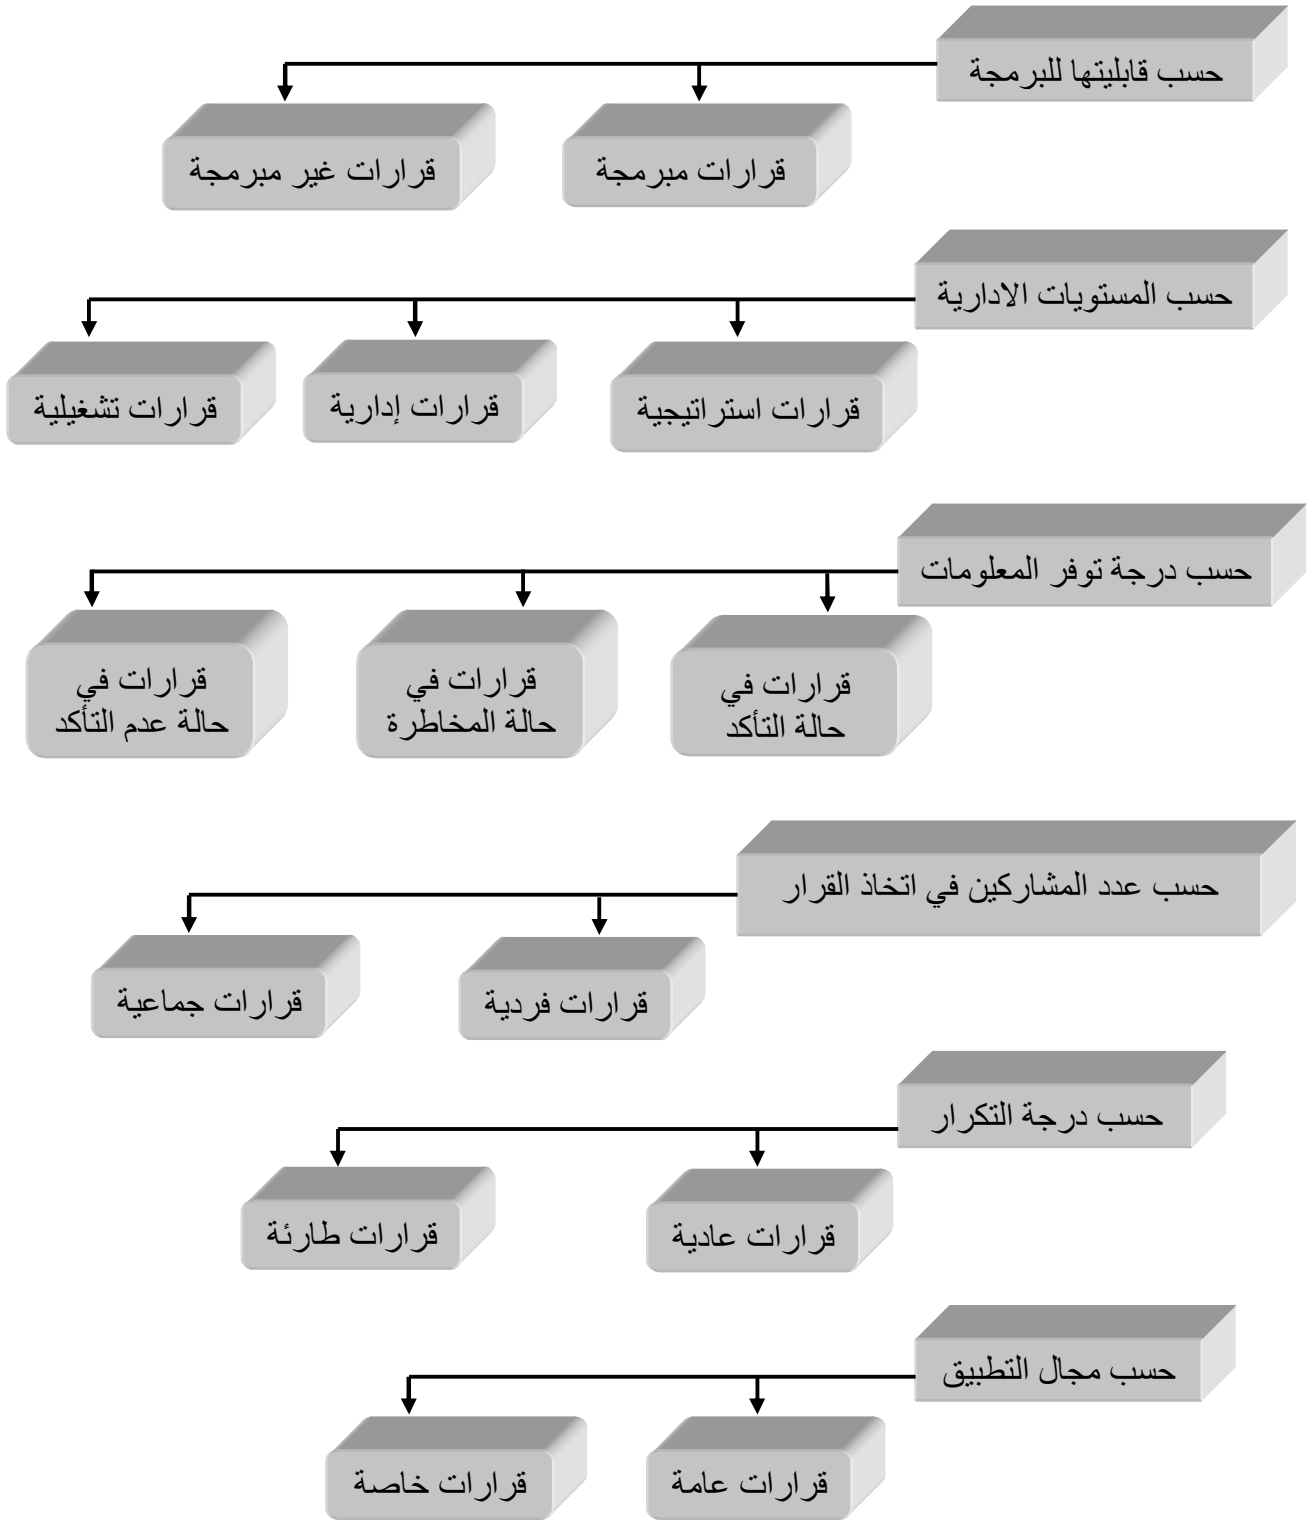 حسب قابليتها للبرمجة
قرارات مبرمجة
قرارات غير مبرمجة
حسب المستويات الادارية
قرارات استراتيجية
قرارات إدارية
قرارات تشغيلية
حسب درجة توفر المعلومات
قرارات في
حالة التأكد
قرارات في
حالة المخاطرة
قرارات في
حالة عدم التأكد
حسب عدد المشاركين في اتخاذ القرار
قرارات فردية
قرارات جماعية
حسب درجة التكرار
قرارات عادية
قرارات طارئة
حسب مجال التطبيق
قرارات عامة
قرارات خاصة